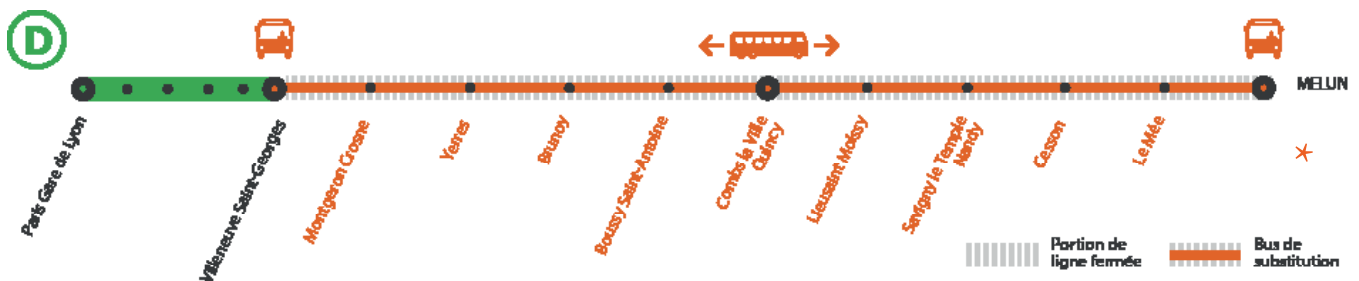 D
MELUN
Paris Gare de Lyon
Villeneuve Saint-Georges
Montgeron Crosne
Yerres
Brunoy
Boussy Saint-Antoine
Combs la Ville
Quincy
Lieusaint Moissy
Savigny le Temple
Nandy
Cesson
Le Mée
Portion de
ligne fermée
Bus de
substitution